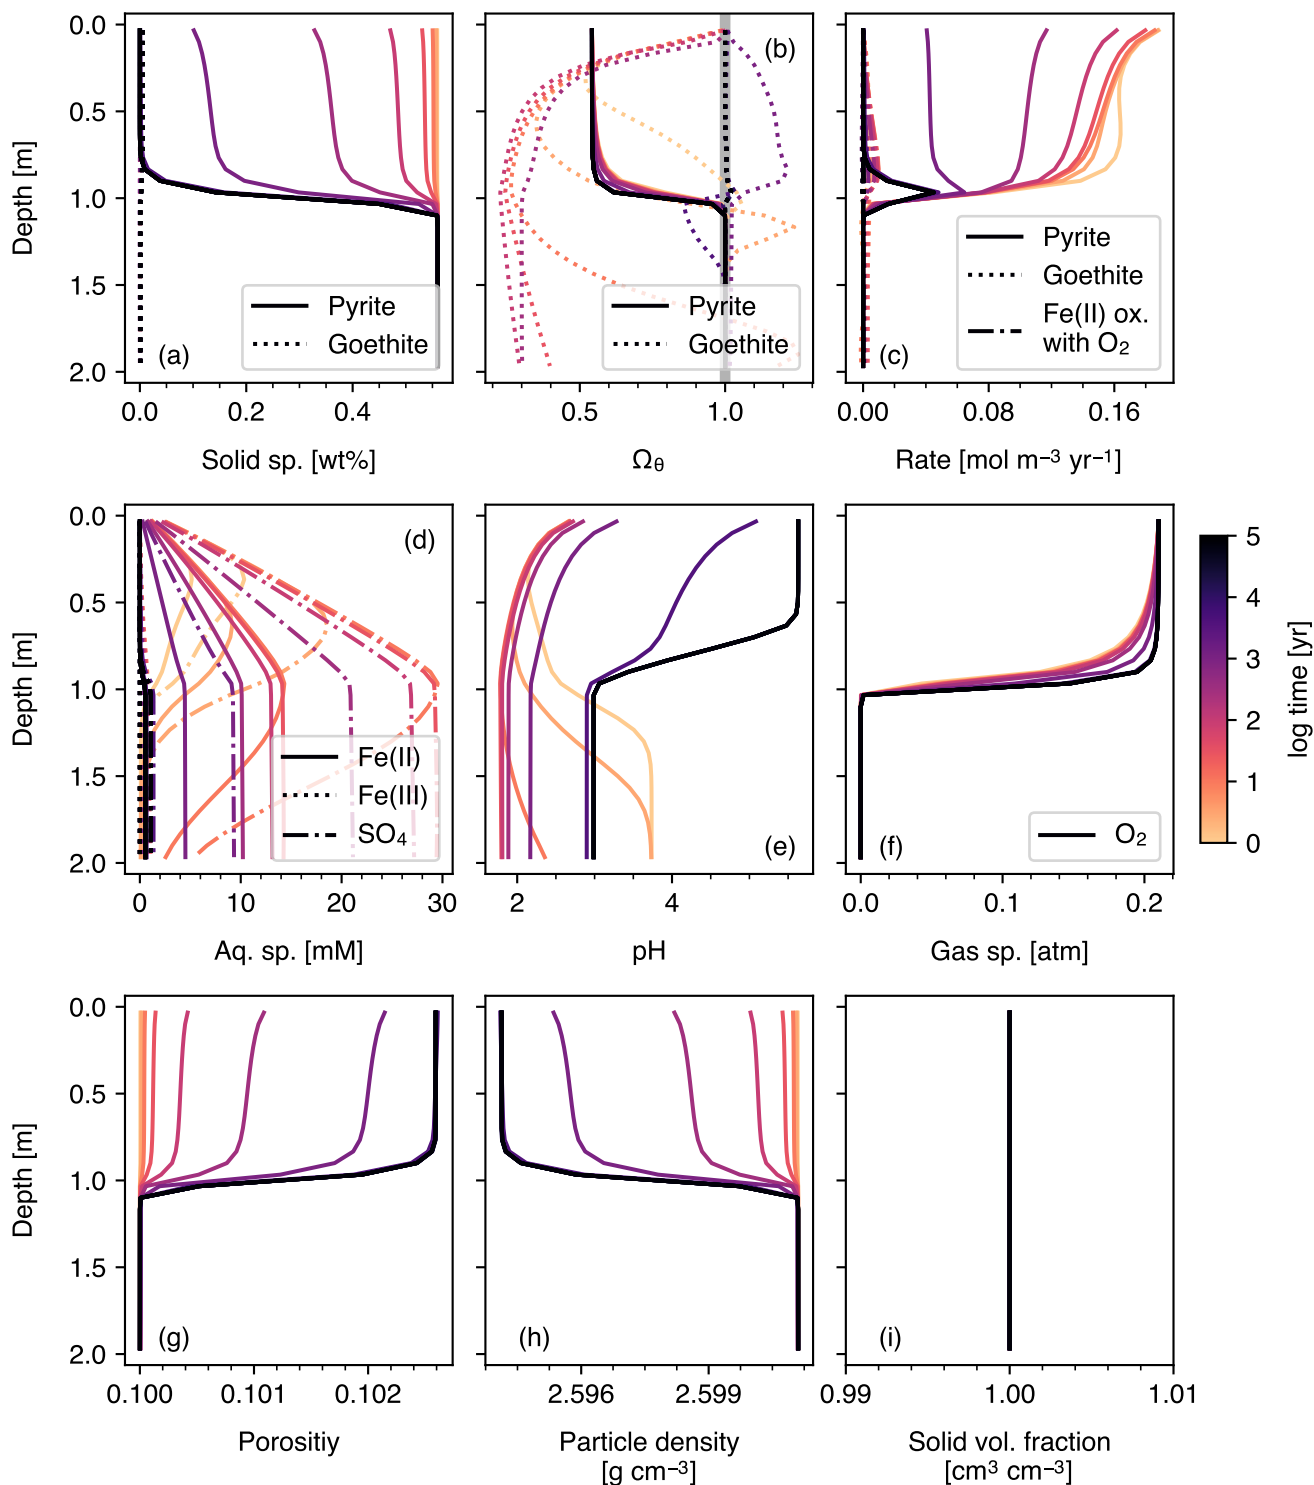 0.0
0.5
1.0
1.5
2.0
Depth [m]
(a)
Pyrite
Goethite
0.0
0.2
0.4
Solid sp. [wt%]
(b)
Pyrite
Goethite
0.5
1.0
Ωθ
(c)
Pyrite
Goethite
Fe(II) ox.
with O₂
0.00
0.08
0.16
Rate [mol m⁻³ yr⁻¹]
0.0
0.5
1.0
1.5
2.0
Depth [m]
(d)
Fe(II)
Fe(III)
SO₄
0
10
20
30
Aq. sp. [mM]
(e)
2
4
pH
(f)
O₂
0.0
0.2
Gas sp. [atm]
5
4
3
2
1
0
log time [yr]
0.0
0.5
1.0
1.5
2.0
Depth [m]
(g)
0.100
0.101
0.102
Porositiy
(h)
2.596
2.599
Particle density
[g cm⁻³]
(i)
0.99
1.00
1.01
Solid vol. fraction
[cm³ cm⁻³]